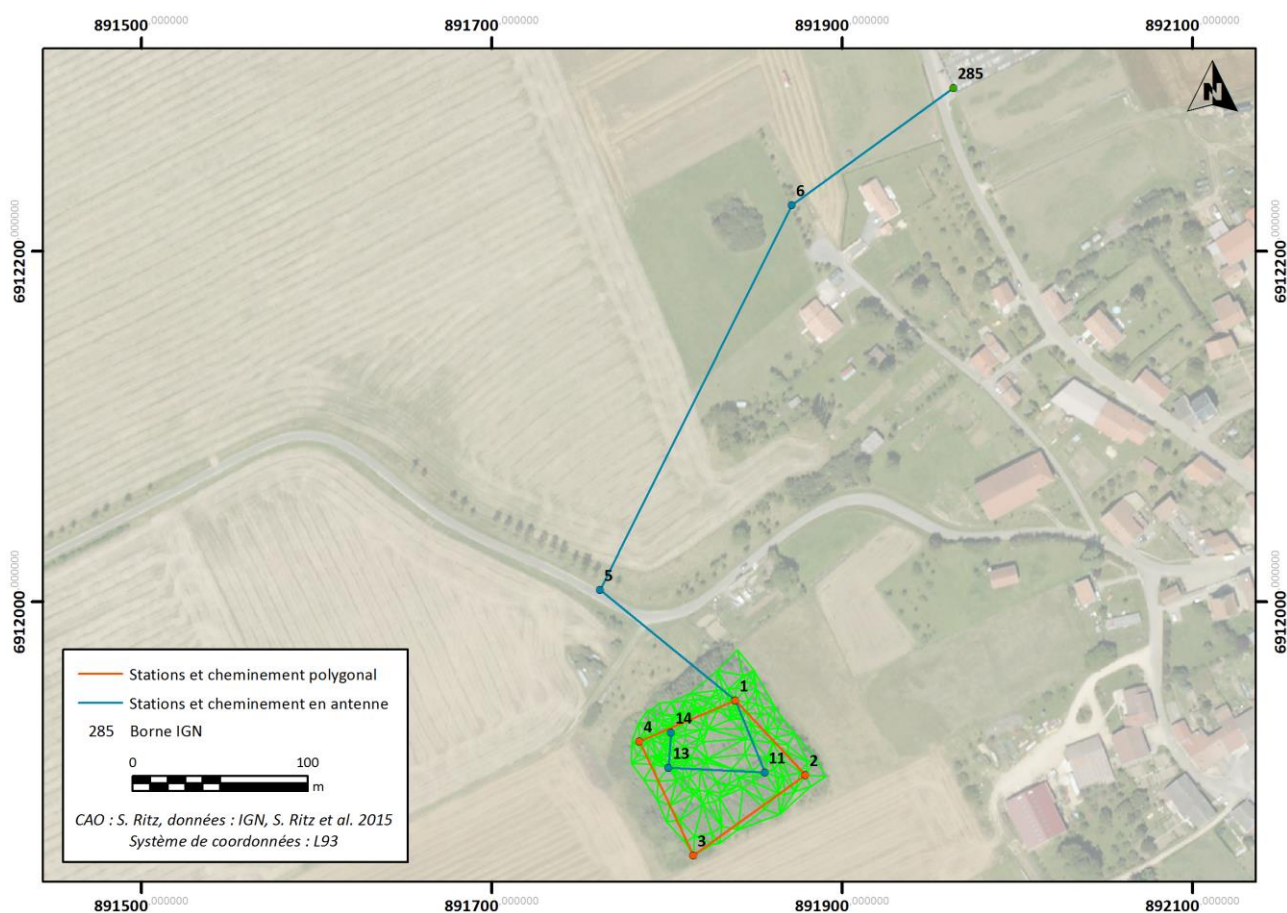 891500,000000 891700,000000 891900,000000 892100,000000
285
N
6
6912200,000000 6912200,000000
5
6912000,000000 6912000,000000
1
14
4
13
11
2
3
Stations et cheminement polygonal
Stations et cheminement en antenne
285 Borne IGN
0 100
m
CAO : S. Ritz, données : IGN, S. Ritz et al. 2015
Système de coordonnées : L93
891500,000000 891700,000000 891900,000000 892100,000000